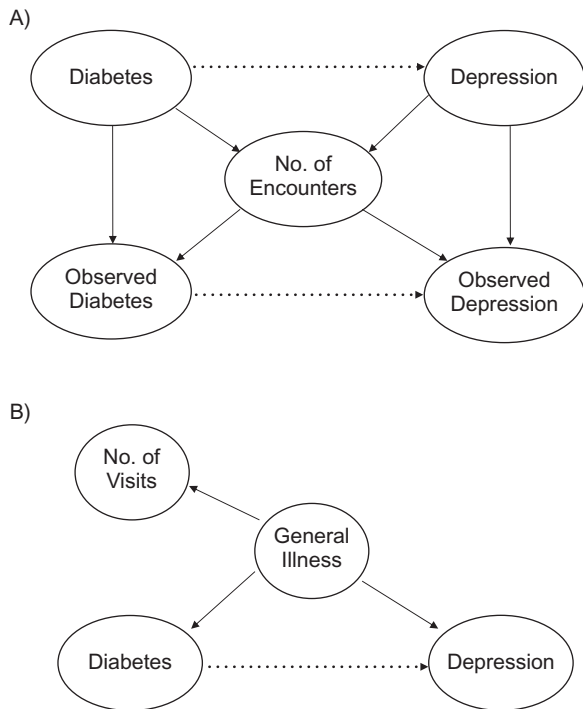 A)
Diabetes
Depression
No. of
Encounters
Observed
Diabetes
Observed
Depression
B)
No. of
Visits
General
Illness
Diabetes
Depression